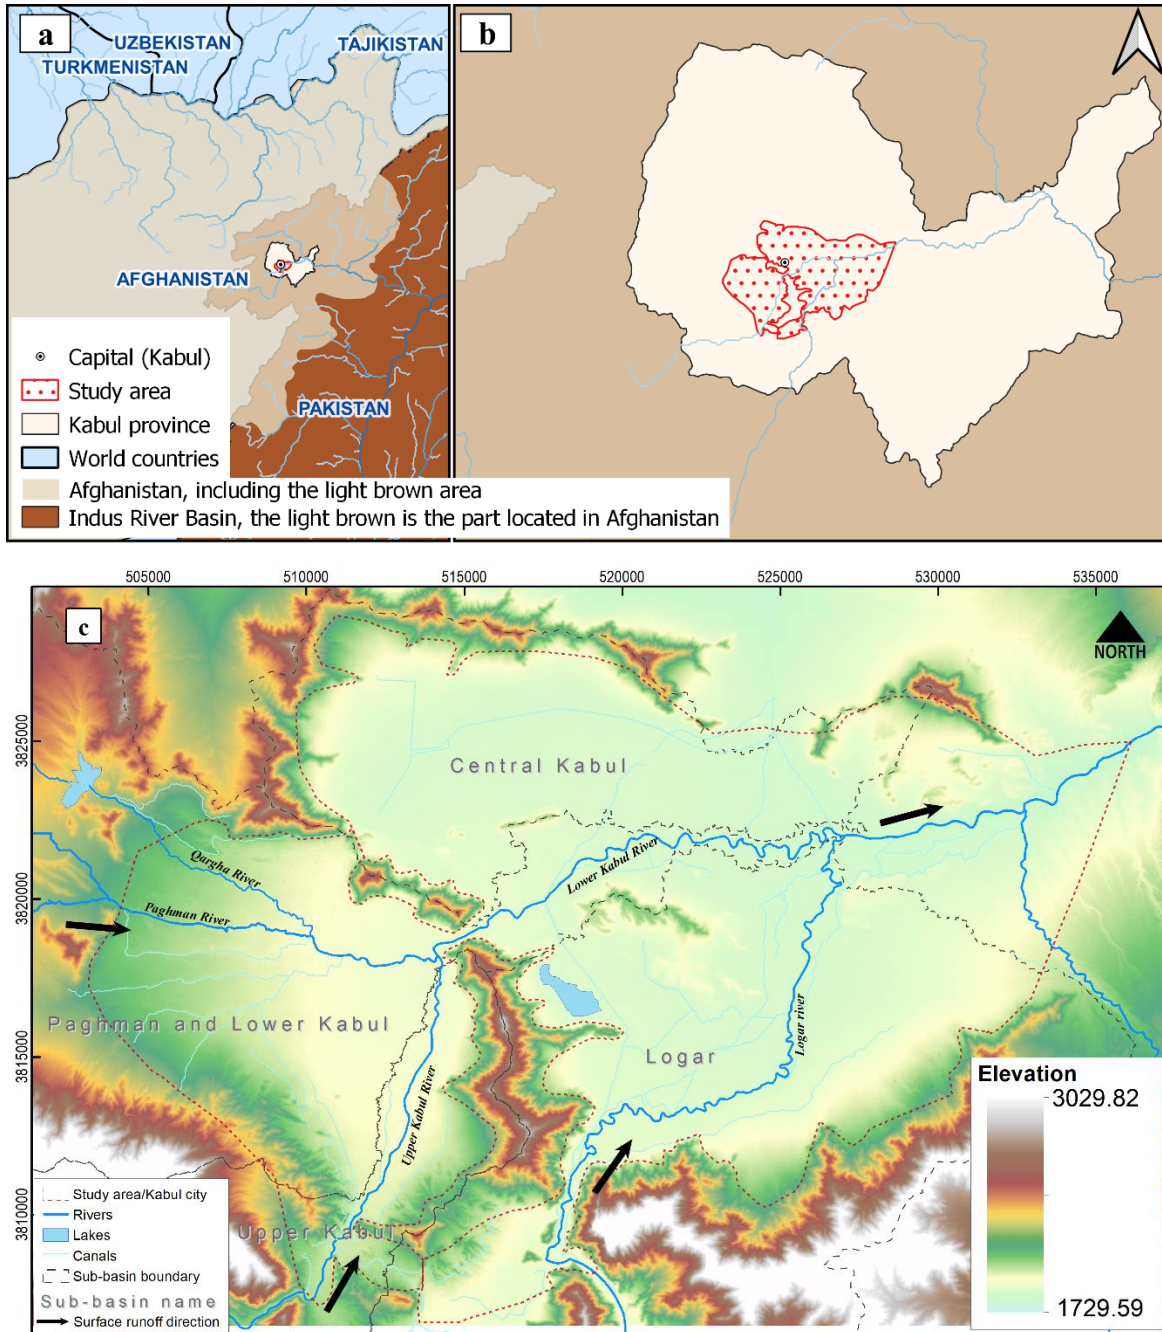 a
UZBEKISTAN
TAJIKISTAN
TURKMENISTAN
AFGHANISTAN
PAKISTAN
Capital (Kabul)
Study area
Kabul province
World countries
Afghanistan, including the light brown area
Indus River Basin, the light brown is the part located in Afghanistan
b
505000
510000
515000
520000
525000
530000
535000
c
NORTH
3825000
3820000
3815000
3810000
Central Kabul
Qargha River
Lower Kabul River
Paghman River
Paghman and Lower Kabul
Logar
Logar river
Upper Kabul River
Upper Kabul
Elevation
3029.82
1729.59
Study area/Kabul city
Rivers
Lakes
Canals
Sub-basin boundary
Sub-basin name
Surface runoff direction